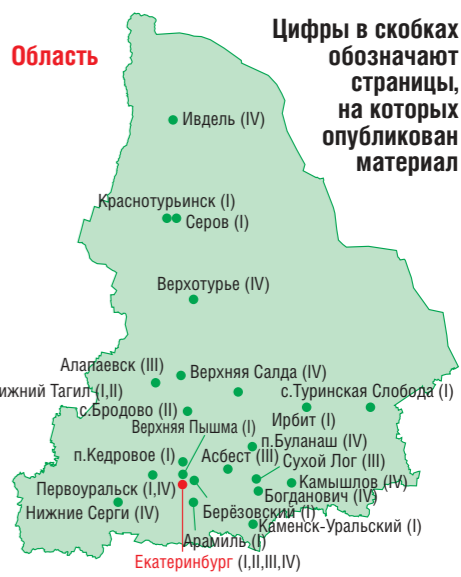 Область
Цифры в скобках
обозначают
страницы,
на которых
опубликован
материал
Ивдель (IV)
Краснотурьинск (I)
Серов (I)
Верхотурье (IV)
Алапаевск (III)
Верхняя Салда (IV)
ижний Тагил (I,II)
с.Туринская Слобода (I)
с.Бродово (II)
Ирбит (I)
Верхняя Пышма (I)
п.Буланаш (IV)
п.Кедровое (I)
Асбест (III)
Сухой Лог (III)
Первоуральск (I,IV)
Камышлов (IV)
Богданович (IV)
Нижние Серги (IV)
Берёзовский (I)
Каменск-Уральский (I)
Арамиль (I)
Екатеринбург (I,II,III,IV)